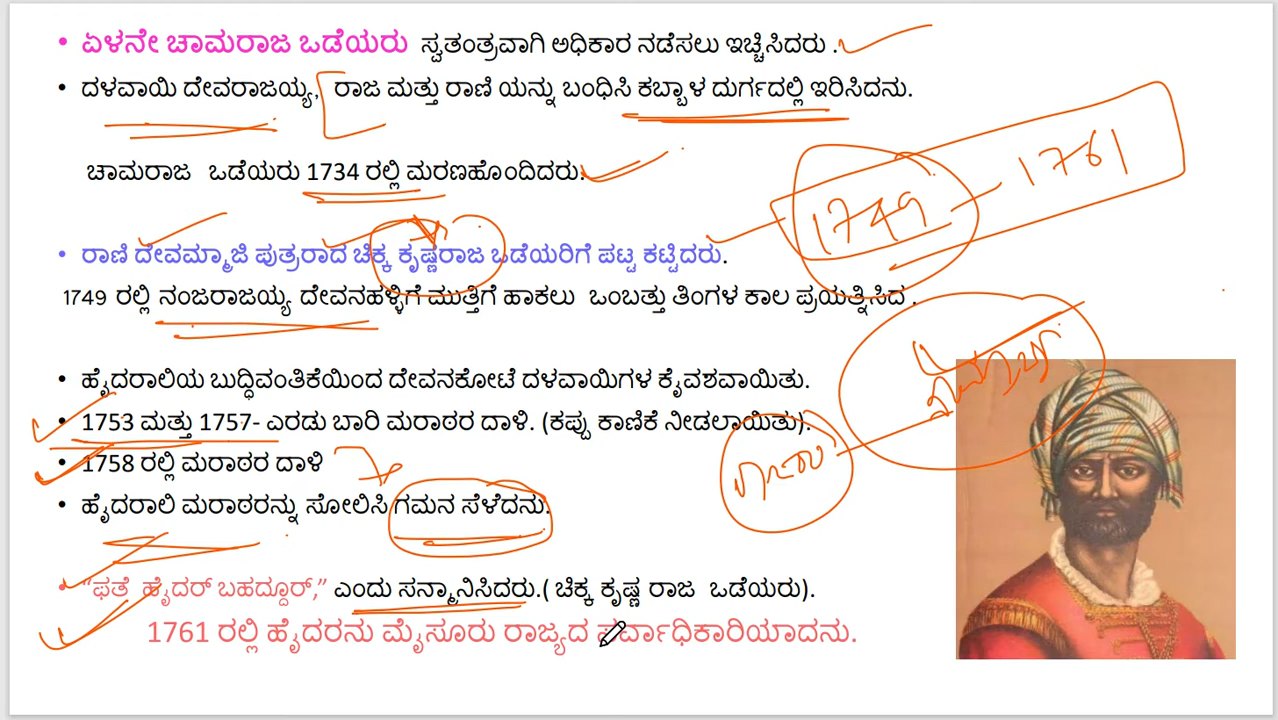 • ಏಳನೇ ಚಾಮರಾಜ ಒಡೆಯರು ಸ್ವತಂತ್ರವಾಗಿ ಅಧಿಕಾರ ನಡೆಸಲು ಇಚ್ಚಿಸಿದರು .
• ದಳವಾಯಿ ದೇವರಾಜಯ್ಯ, ರಾಜ ಮತ್ತು ರಾಣಿ ಯನ್ನು ಬಂಧಿಸಿ ಕಬ್ಬಾಳ ದುರ್ಗದಲ್ಲಿ ಇರಿಸಿದನು.
ಚಾಮರಾಜ ಒಡೆಯರು 1734 ರಲ್ಲಿ ಮರಣಹೊಂದಿದರು.
1749 - 1761
• ರಾಣಿ ದೇವಮ್ಮಾಜಿ ಪುತ್ರರಾದ ಚಿಕ್ಕ ಕೃಷ್ಣರಾಜ ಒಡೆಯರಿಗೆ ಪಟ್ಟ ಕಟ್ಟಿದರು.
1749 ರಲ್ಲಿ ನಂಜರಾಜಯ್ಯ ದೇವನಹಳ್ಳಿಗೆ ಮುತ್ತಿಗೆ ಹಾಕಲು ಒಂಬತ್ತು ತಿಂಗಳ ಕಾಲ ಪ್ರಯತ್ನಿಸಿದ .
• ಹೈದರಾಲಿಯ ಬುದ್ಧಿವಂತಿಕೆಯಿಂದ ದೇವನಕೋಟೆ ದಳವಾಯಿಗಳ ಕೈವಶವಾಯಿತು.
• 1753 ಮತ್ತು 1757- ಎರಡು ಬಾರಿ ಮರಾಠರ ದಾಳಿ. (ಕಪ್ಪು ಕಾಣಿಕೆ ನೀಡಲಾಯಿತು).
• 1758 ರಲ್ಲಿ ಮರಾಠರ ದಾಳಿ
• ಹೈದರಾಲಿ ಮರಾಠರನ್ನು ಸೋಲಿಸಿ ಗಮನ ಸೆಳೆದನು.
• “ಫತೆ ಹೈದರ್ ಬಹದ್ದೂರ್,” ಎಂದು ಸನ್ಮಾನಿಸಿದರು.( ಚಿಕ್ಕ ಕೃಷ್ಣ ರಾಜ ಒಡೆಯರು).
1761 ರಲ್ಲಿ ಹೈದರನು ಮೈಸೂರು ರಾಜ್ಯದ ಸರ್ವಾಧಿಕಾರಿಯಾದನು.